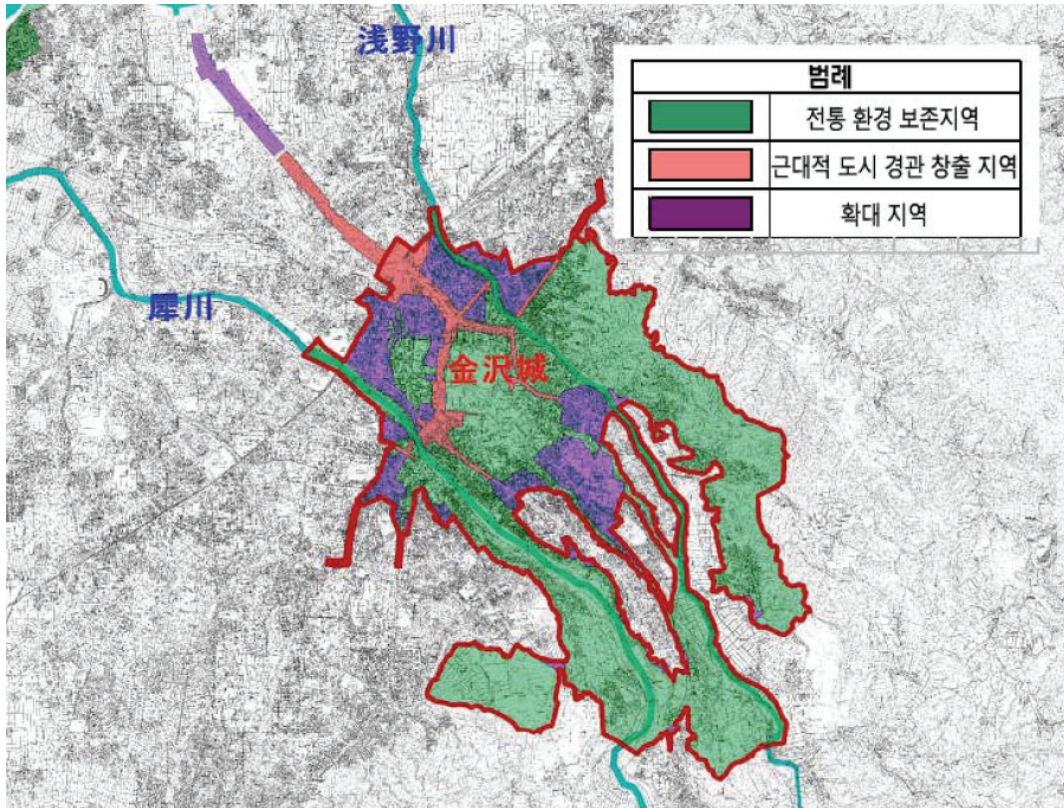 浅野川
범례
전통 환경 보존지역
근대적 도시 경관 창출 지역
확대 지역
犀川
金沢城